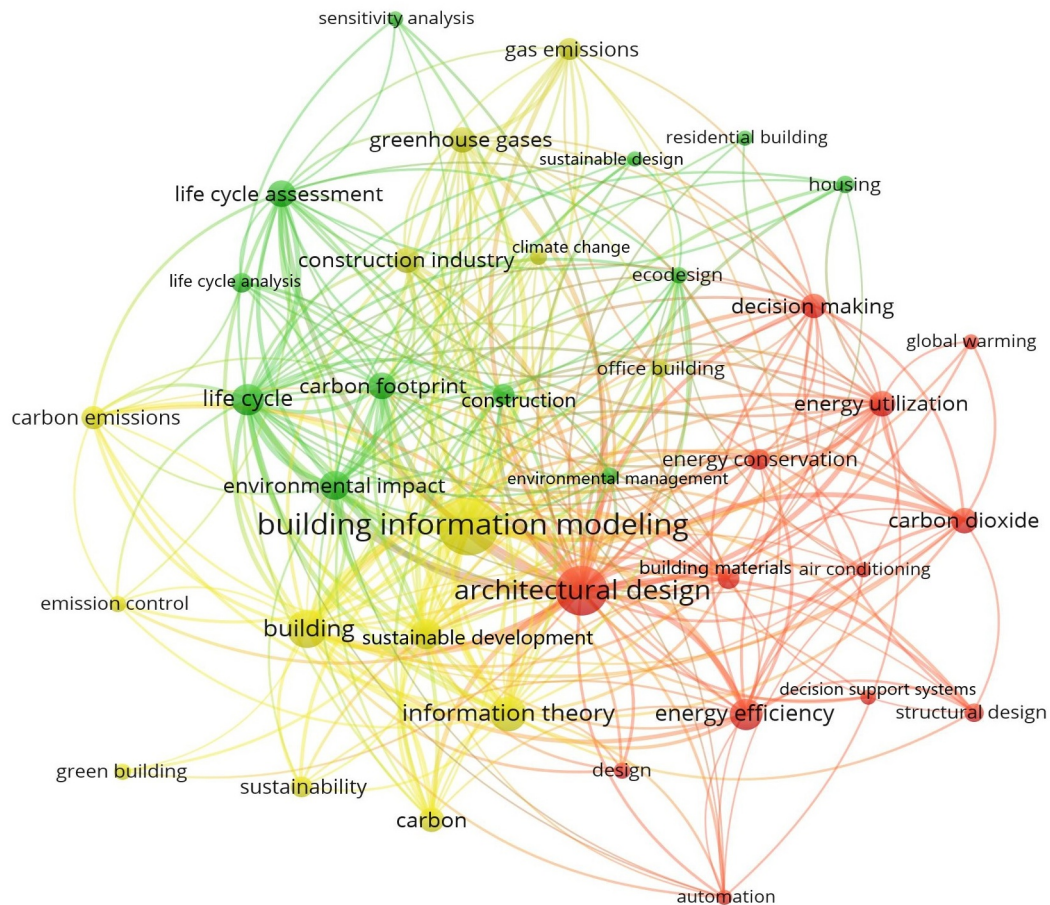 sensitivity analysis
gas emissions
greenhouse gases
residential building
sustainable design
life cycle assessment
housing
climate change
construction industry
life cycle analysis
ecodesign
decision making
global warming
office building
carbon footprint
life cycle
construction
energy utilization
carbon emissions
energy conservation
environmental management
environmental impact
building information modeling
carbon dioxide
building materials
air conditioning
architectural design
emission control
building
sustainable development
decision support systems
information theory
energy efficiency
structural design
green building
design
sustainability
carbon
automation